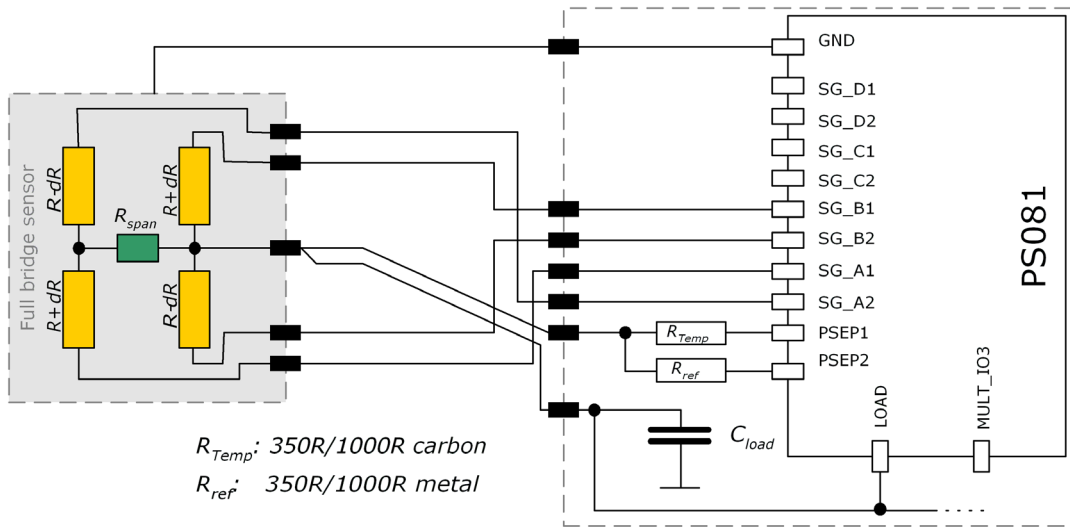 GND
SG_D1
SG_D2
SG_C1
SG_C2
SG_B1
SG_B2
SG_A1
SG_A2
PSEP1
PSEP2
LOAD
MULT_IO3
PS081
Full bridge sensor
R-dR
R+dR
Rspan
R+dR
R-dR
RTemp
Rref
Cload
RTemp: 350R/1000R carbon
Rref: 350R/1000R metal